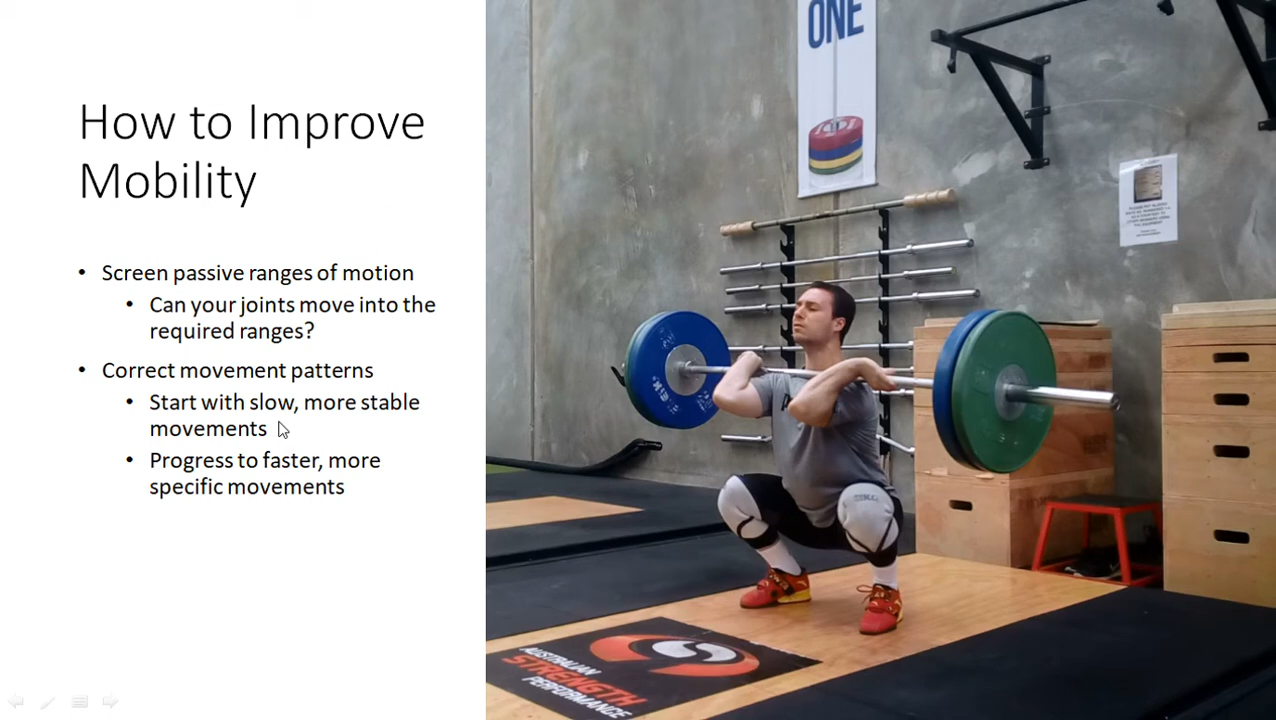 How to Improve
Mobility
• Screen passive ranges of motion
• Can your joints move into the
required ranges?
• Correct movement patterns
• Start with slow, more stable
movements
• Progress to faster, more
specific movements
ONE
AUSTRALIAN
STRENGTH
PERFORMANCE